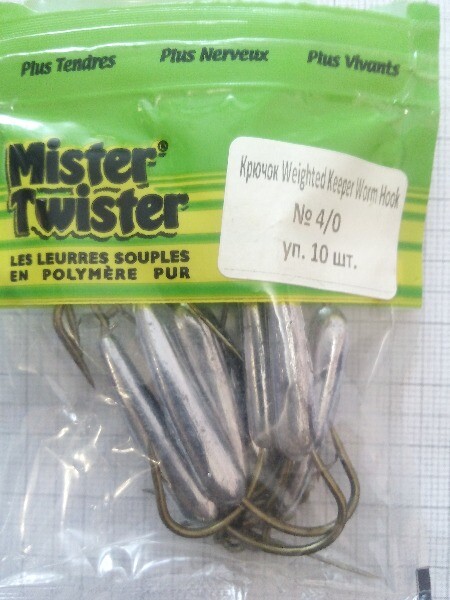 Plus Tendres Plus Nerveux Plus Vivants
Mister®
Twister
LES LEURRES SOUPLES
EN POLYMÈRE PUR
Крючок Weighted Keeper Worm Hook
№ 4/0
уп. 10 шт.